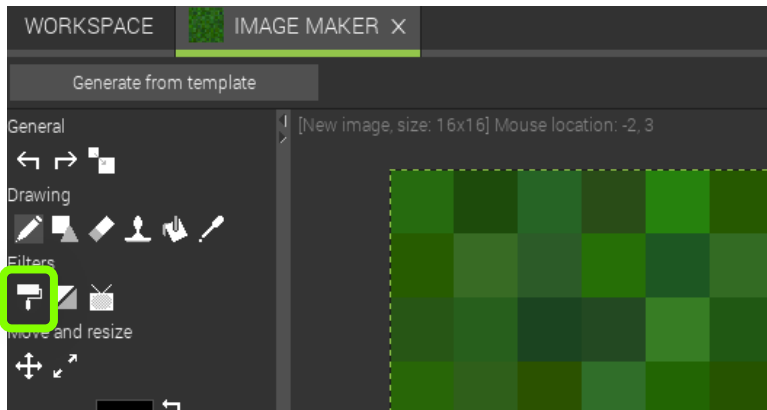 WORKSPACE
IMAGE MAKER
Generate from template
General
[New image, size: 16x16] Mouse location: -2, 3
Drawing
Filters
Move and resize